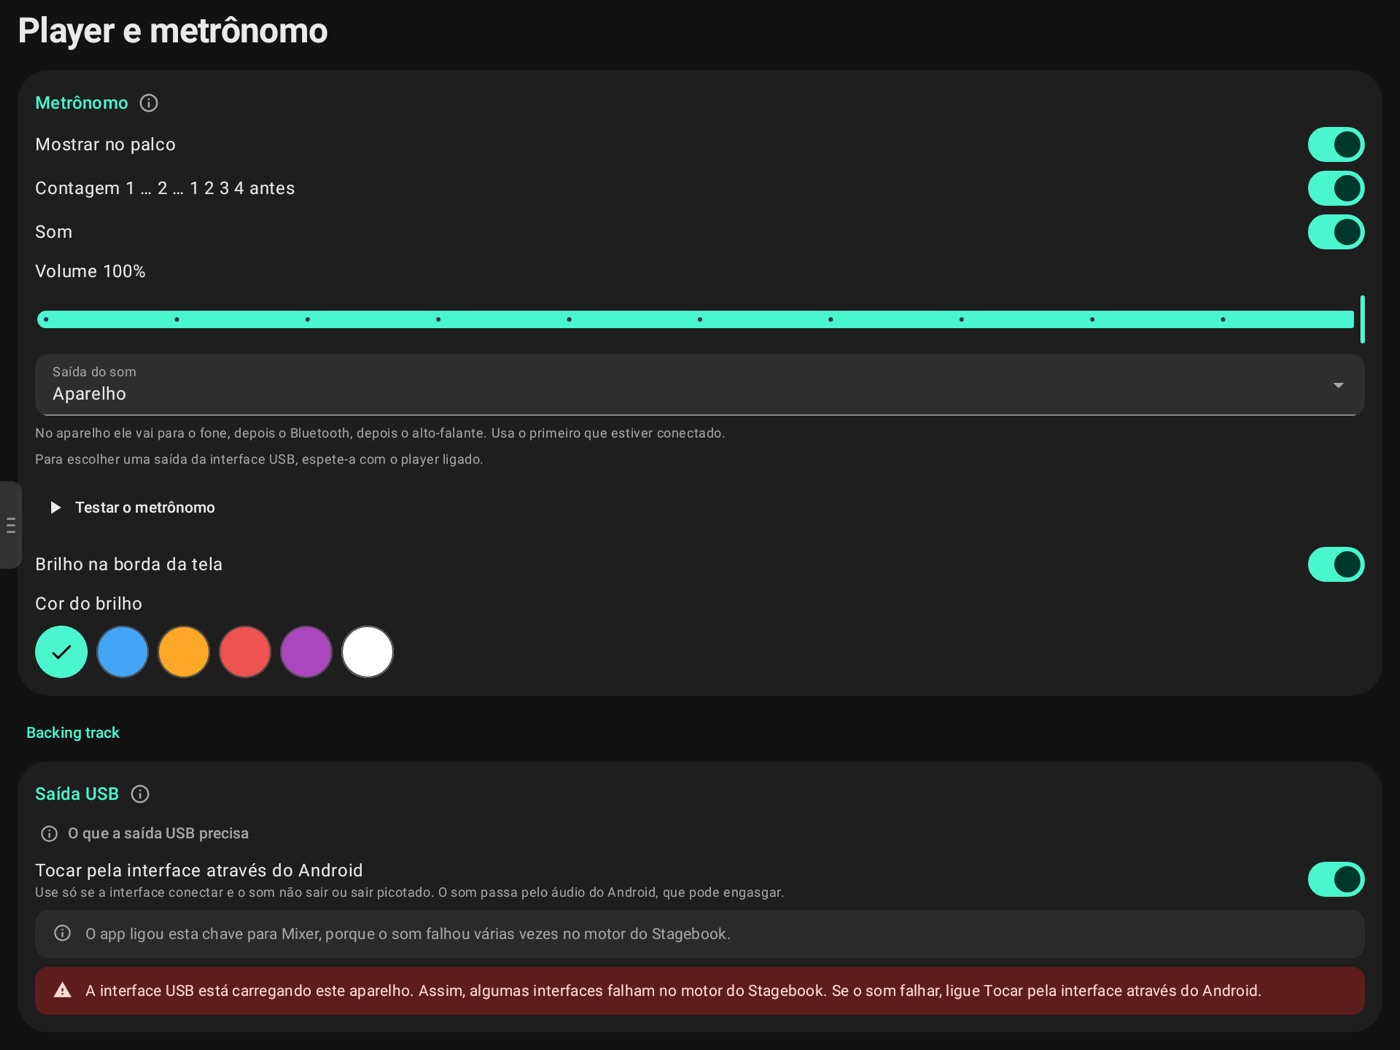 Player e metrônomo
Metrônomo
Mostrar no palco
Contagem 1 ... 2 ... 1 2 3 4 antes
Som
Volume 100%
Saída do som
Aparelho
No aparelho ele vai para o fone, depois o Bluetooth, depois o alto-falante. Usa o primeiro que estiver conectado.
Para escolher uma saída da interface USB, espete-a com o player ligado.
Testar o metrônomo
Brilho na borda da tela
Cor do brilho
Backing track
Saída USB
O que a saída USB precisa
Tocar pela interface através do Android
Use só se a interface conectar e o som não sair ou sair picotado. O som passa pelo áudio do Android, que pode engasgar.
O app ligou esta chave para Mixer, porque o som falhou várias vezes no motor do Stagebook.
A interface USB está carregando este aparelho. Assim, algumas interfaces falham no motor do Stagebook. Se o som falhar, ligue Tocar pela interface através do Android.